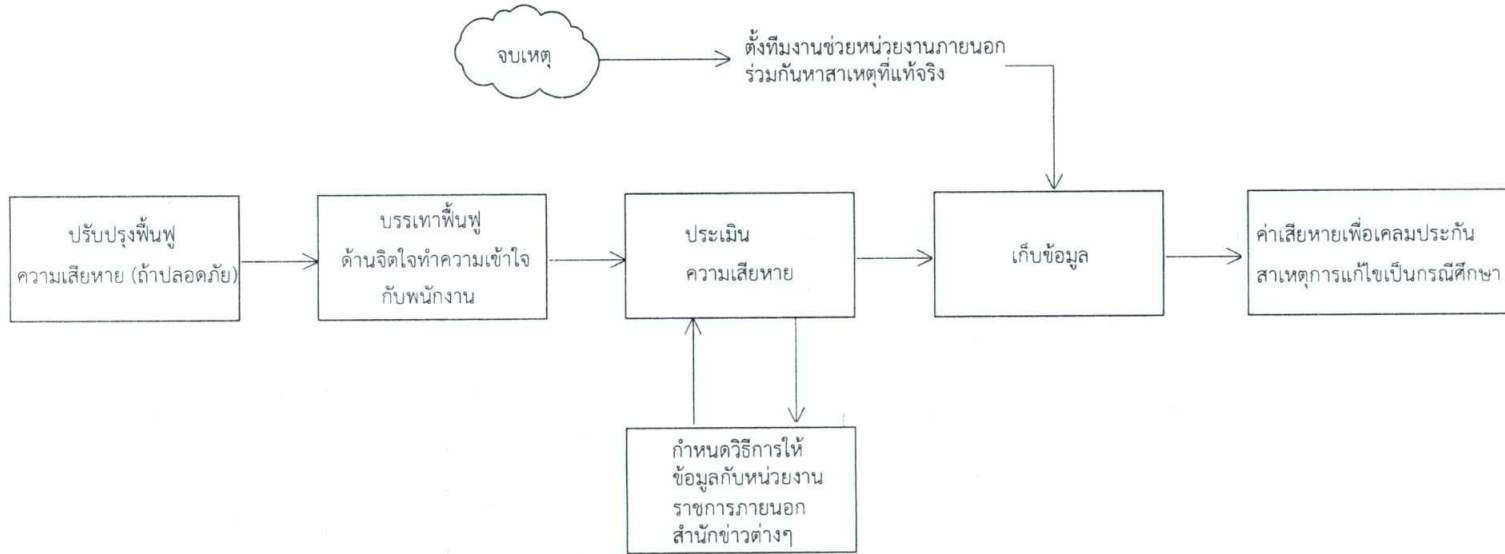 จบเหตุ
ตั้งทีมงานช่วยหน่วยงานภายนอก
ร่วมกันหาสาเหตุที่แท้จริง
ปรับปรุงฟื้นฟู
ความเสียหาย (ถ้าปลอดภัย)
บรรเทาฟื้นฟู
ด้านจิตใจทำความเข้าใจ
กับพนักงาน
ประเมิน
ความเสียหาย
เก็บข้อมูล
ค่าเสียหายเพื่อเคลมประกัน
สาเหตุการแก้ไขเป็นกรณีศึกษา
กำหนดวิธีการให้
ข้อมูลกับหน่วยงาน
ราชการภายนอก
สำนักข่าวต่างๆ